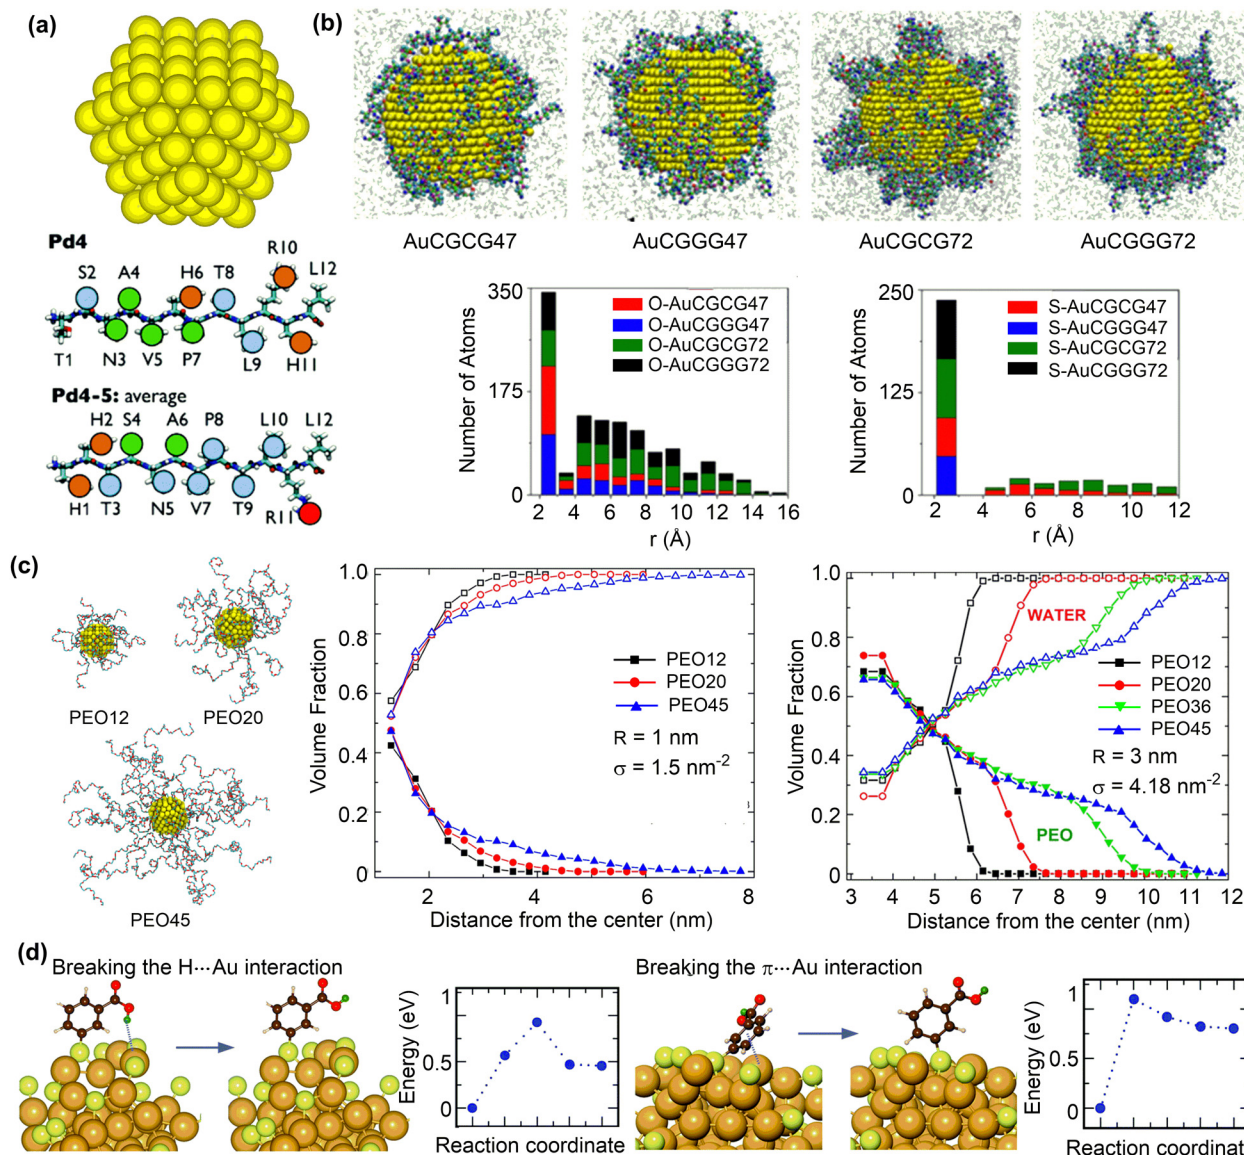 (a)
(b)
AuCGCG47
AuCGGG47
AuCGCG72
AuCGGG72
Pd4
S2
A4
H6
T8
R10
L12
T1
N3
V5
P7
L9
H11
Pd4-5: average
H2
S4
A6
P8
L10
L12
H1
T3
N5
V7
T9
R11
350
175
0
Number of Atoms
O-AuCGCG47
O-AuCGGG47
O-AuCGCG72
O-AuCGGG72
2 4 6 8 10 12 14 16
r (Å)
250
125
0
Number of Atoms
S-AuCGCG47
S-AuCGGG47
S-AuCGCG72
S-AuCGGG72
2 4 6 8 10 12
r (Å)
(c)
PEO12
PEO20
PEO45
1.0
0.8
0.6
0.4
0.2
0
Volume Fraction
PEO12
PEO20
PEO45
R = 1 nm
σ = 1.5 nm-2
2 4 6 8
Distance from the center (nm)
1.0
0.8
0.6
0.4
0.2
0
Volume Fraction
WATER
PEO12
PEO20
PEO36
PEO45
R = 3 nm
σ = 4.18 nm-2
PEO
3 4 5 6 7 8 9 10 11 12
Distance from the center (nm)
(d)
Breaking the H···Au interaction
1
0.5
0
Energy (eV)
Reaction coordinate
Breaking the π···Au interaction
1
0.5
0
Energy (eV)
Reaction coordinate